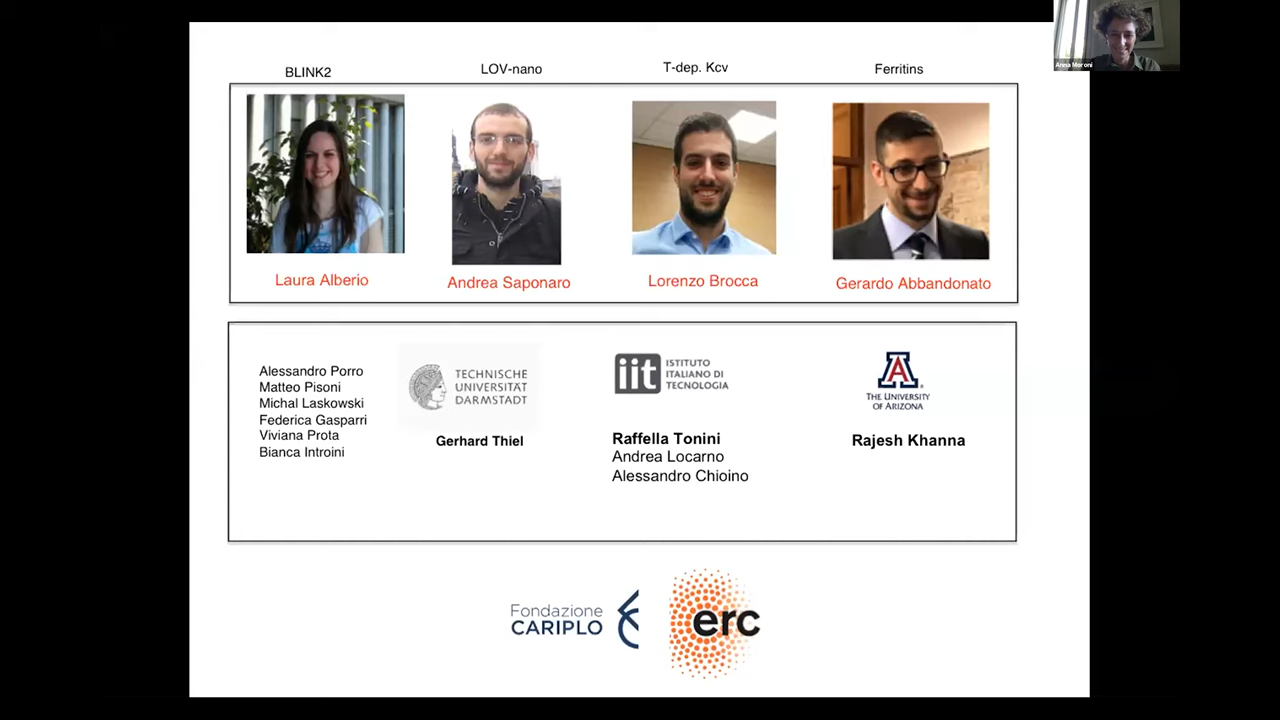 Anna Moroni
BLINK2
LOV-nano
T-dep. Kcv
Ferritins
Laura Alberio
Andrea Saponaro
Lorenzo Brocca
Gerardo Abbandonato
Alessandro Porro
Matteo Pisoni
Michal Laskowski
Federica Gasparri
Viviana Prota
Bianca Introini
TECHNISCHE
UNIVERSITÄT
DARMSTADT
Gerhard Thiel
iit
ISTITUTO
ITALIANO DI
TECNOLOGIA
Raffella Tonini
Andrea Locarno
Alessandro Chioino
A
THE UNIVERSITY
OF ARIZONA
Rajesh Khanna
Fondazione
CARIPLO
erc